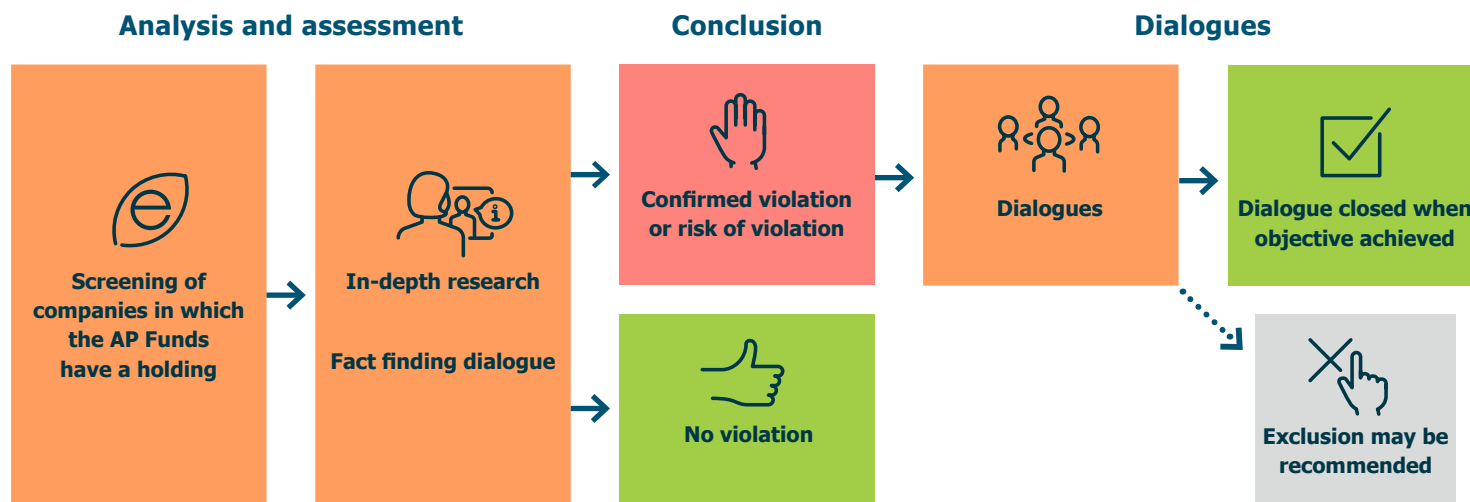 Analysis and assessment
Conclusion
Dialogues
Screening of
companies in which
the AP Funds
have a holding
In-depth research
Fact finding dialogue
Confirmed violation
or risk of violation
No violation
Dialogues
Dialogue closed when
objective achieved
Exclusion may be
recommended